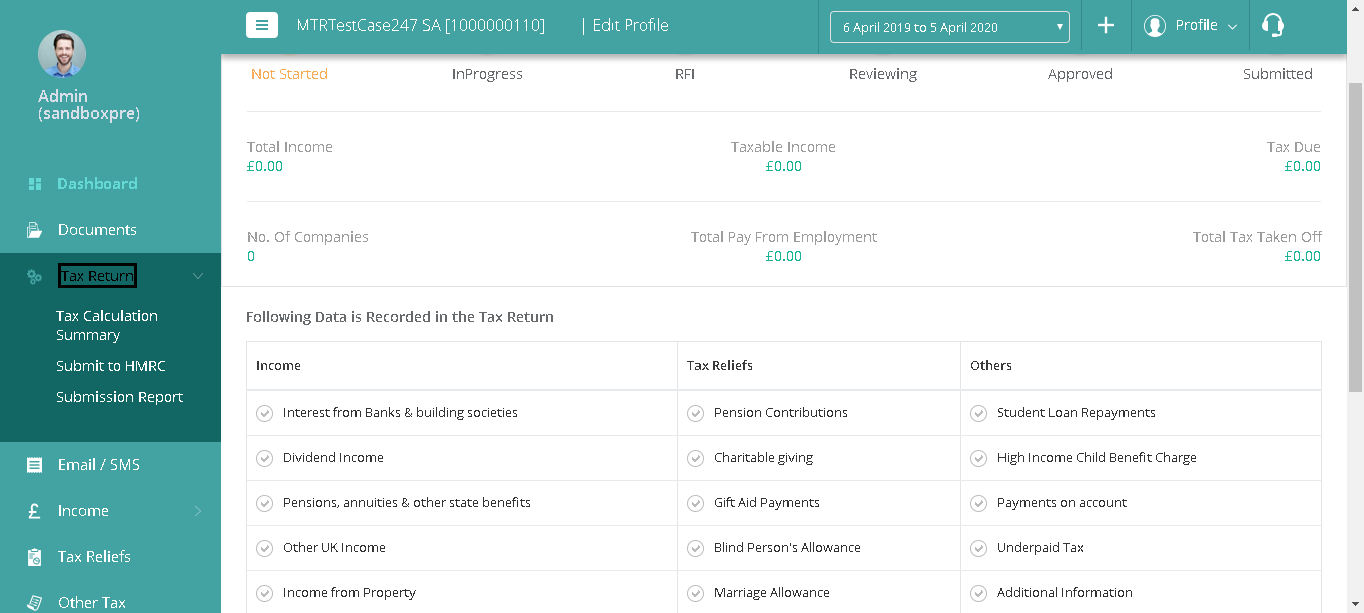 MTRTestCase247 SA [1000000110]
| Edit Profile
6 April 2019 to 5 April 2020
Profile
Admin
(sandboxpre)
Dashboard
Documents
Tax Return
Tax Calculation
Summary
Submit to HMRC
Submission Report
Email / SMS
Income
Tax Reliefs
Other Tax
Not Started InProgress RFI Reviewing Approved Submitted
Total Income Taxable Income Tax Due
£0.00 £0.00 £0.00
No. Of Companies Total Pay From Employment Total Tax Taken Off
0 £0.00 £0.00
Following Data is Recorded in the Tax Return
Income Tax Reliefs Others
Interest from Banks & building societies Pension Contributions Student Loan Repayments
Dividend Income Charitable giving High Income Child Benefit Charge
Pensions, annuities & other state benefits Gift Aid Payments Payments on account
Other UK Income Blind Person's Allowance Underpaid Tax
Income from Property Marriage Allowance Additional Information